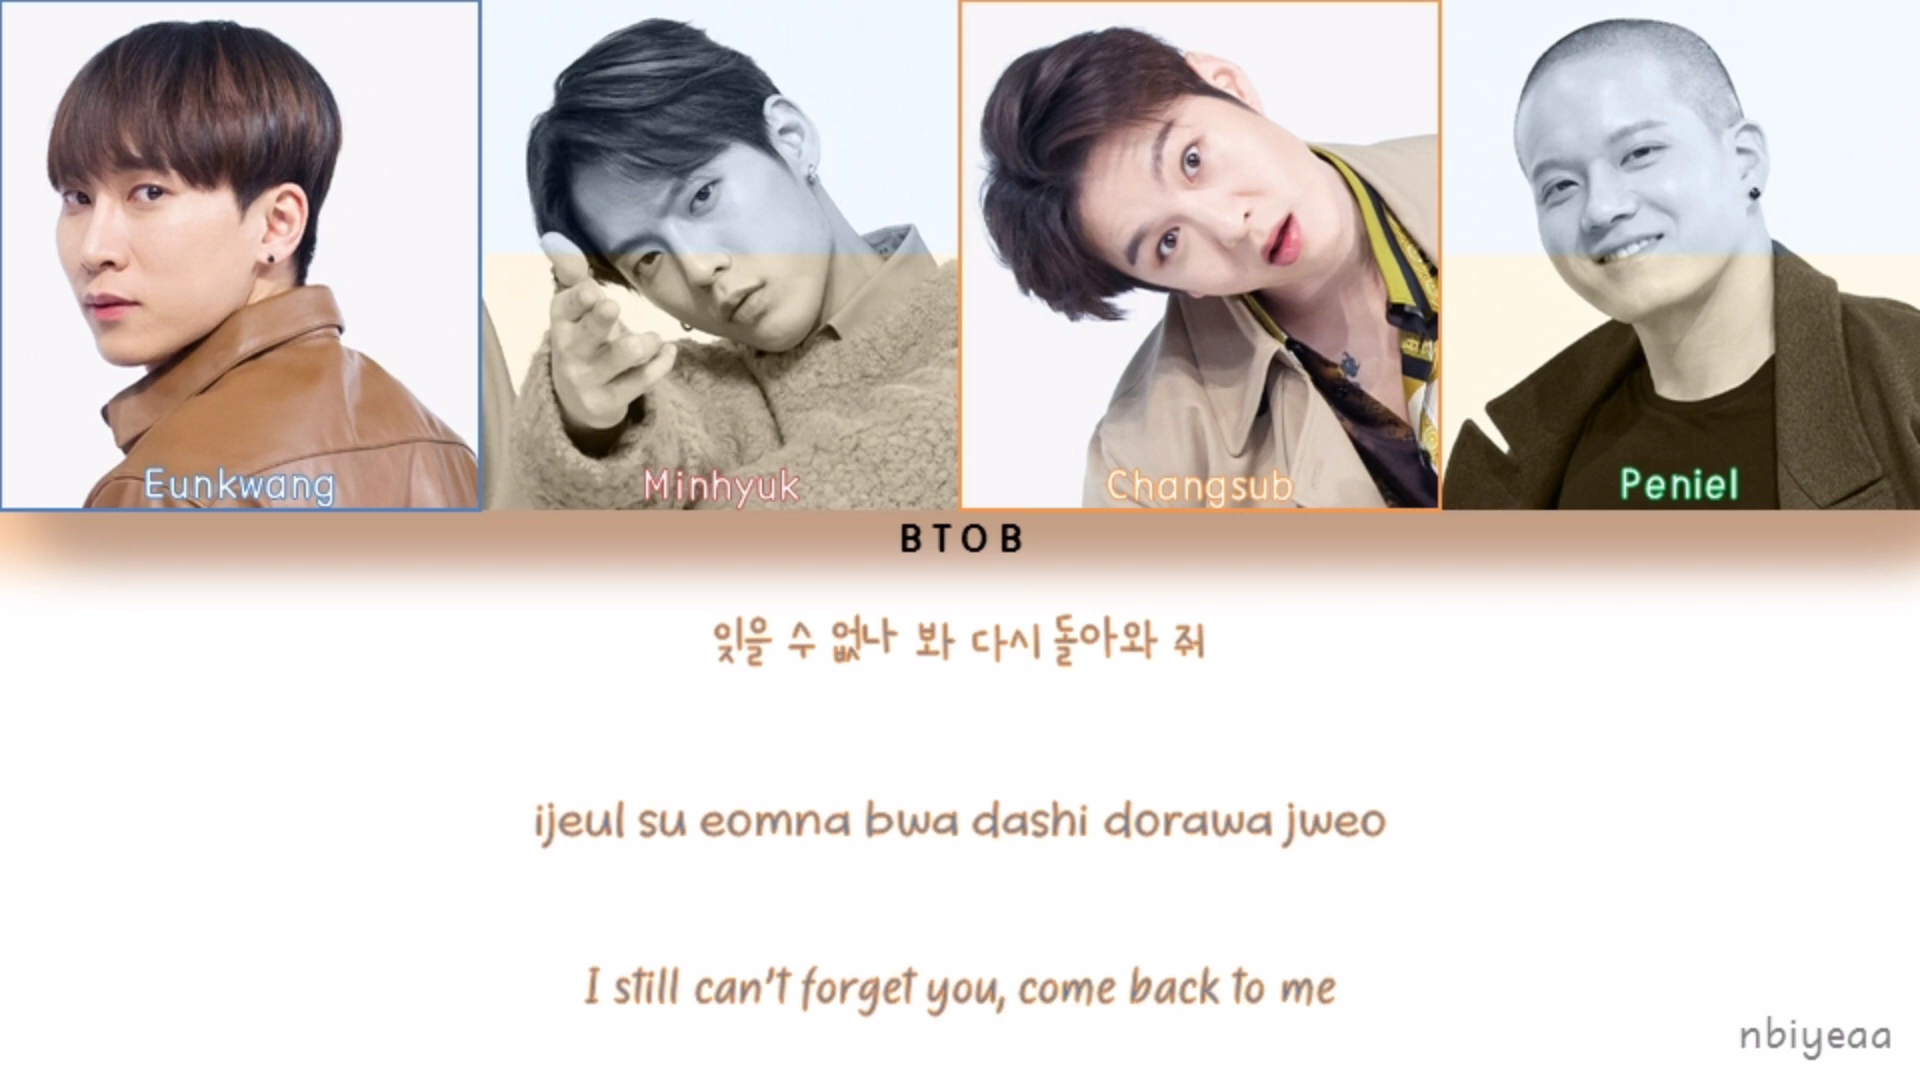 Eunkwang Minhyuk Changsub Peniel
BTOB
잊을 수 없나 봐 다시 돌아와 줘
ijeul su eomna bwa dashi dorawa jweo
I still can't forget you, come back to me
nbiyeaa